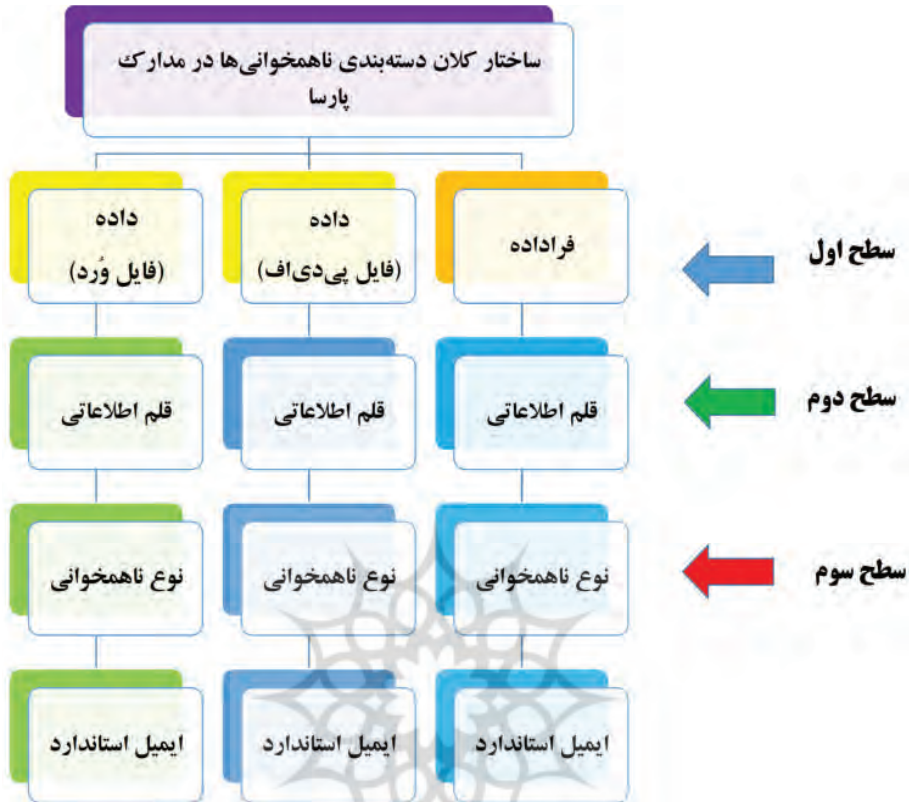 ساختار کلان دسته‌بندی ناهمخوانی‌ها در مدارک
پارسا
سطح اول
فراداده
داده
(فایل پی‌دی‌اف)
داده
(فایل وُرد)
سطح دوم
قلم اطلاعاتی
قلم اطلاعاتی
قلم اطلاعاتی
سطح سوم
نوع ناهمخوانی
نوع ناهمخوانی
نوع ناهمخوانی
ایمیل استاندارد
ایمیل استاندارد
ایمیل استاندارد